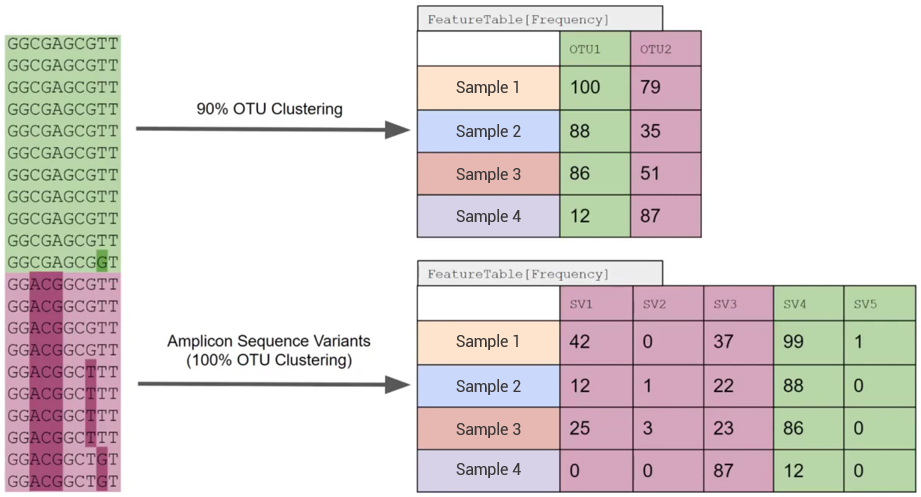 GGCGAGCGTT
GGCGAGCGTT
GGCGAGCGTT
GGCGAGCGTT
GGCGAGCGTT
GGCGAGCGTT
GGCGAGCGTT
GGCGAGCGTT
GGCGAGCGTT
GGCGAGCGTT
GGCGAGCGGT
GGACGGCGTT
GGACGGCGTT
GGACGGCGTT
GGACGGCGTT
GGACGGCTTT
GGACGGCTTT
GGACGGCTTT
GGACGGCTTT
GGACGGCTGT
GGACGGCTGT
90% OTU Clustering
FeatureTable[Frequency]
OTU1 OTU2
Sample 1 100 79
Sample 2 88 35
Sample 3 86 51
Sample 4 12 87
Amplicon Sequence Variants
(100% OTU Clustering)
FeatureTable[Frequency]
SV1 SV2 SV3 SV4 SV5
Sample 1 42 0 37 99 1
Sample 2 12 1 22 88 0
Sample 3 25 3 23 86 0
Sample 4 0 0 87 12 0